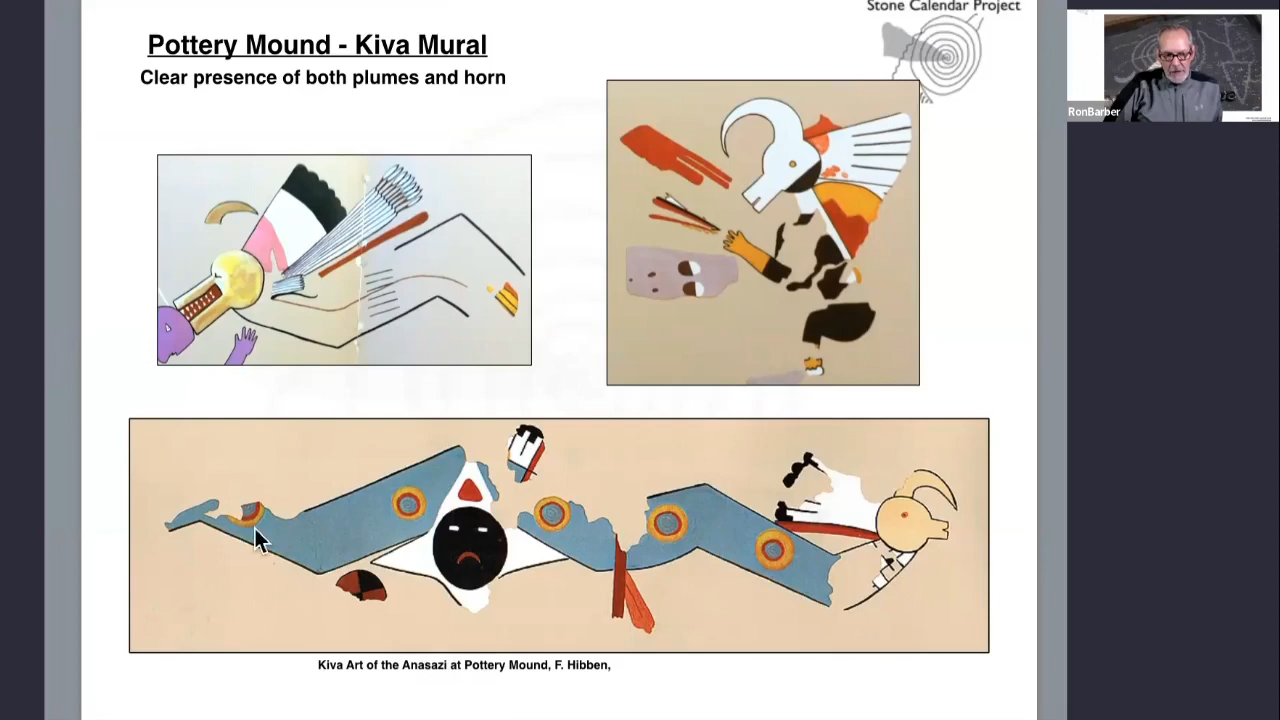 Stone Calendar Project
Pottery Mound - Kiva Mural
Clear presence of both plumes and horn
RonBarber
Kiva Art of the Anasazi at Pottery Mound, F. Hibben,